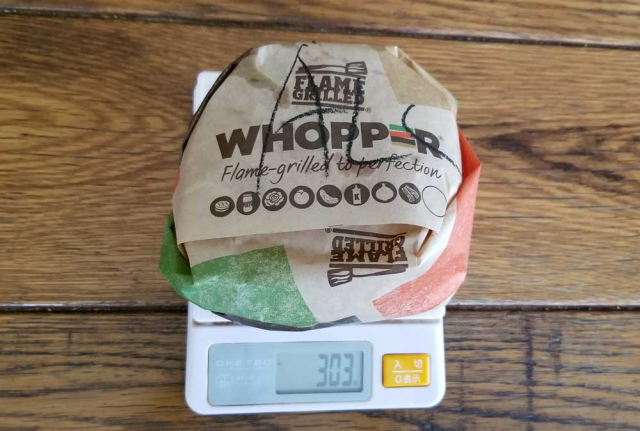 FLAME
GRILLED®
WHOPPER
Flame-grilled to perfection
FLAME
GRILLED
DRETEC
303.
入 切
0表示